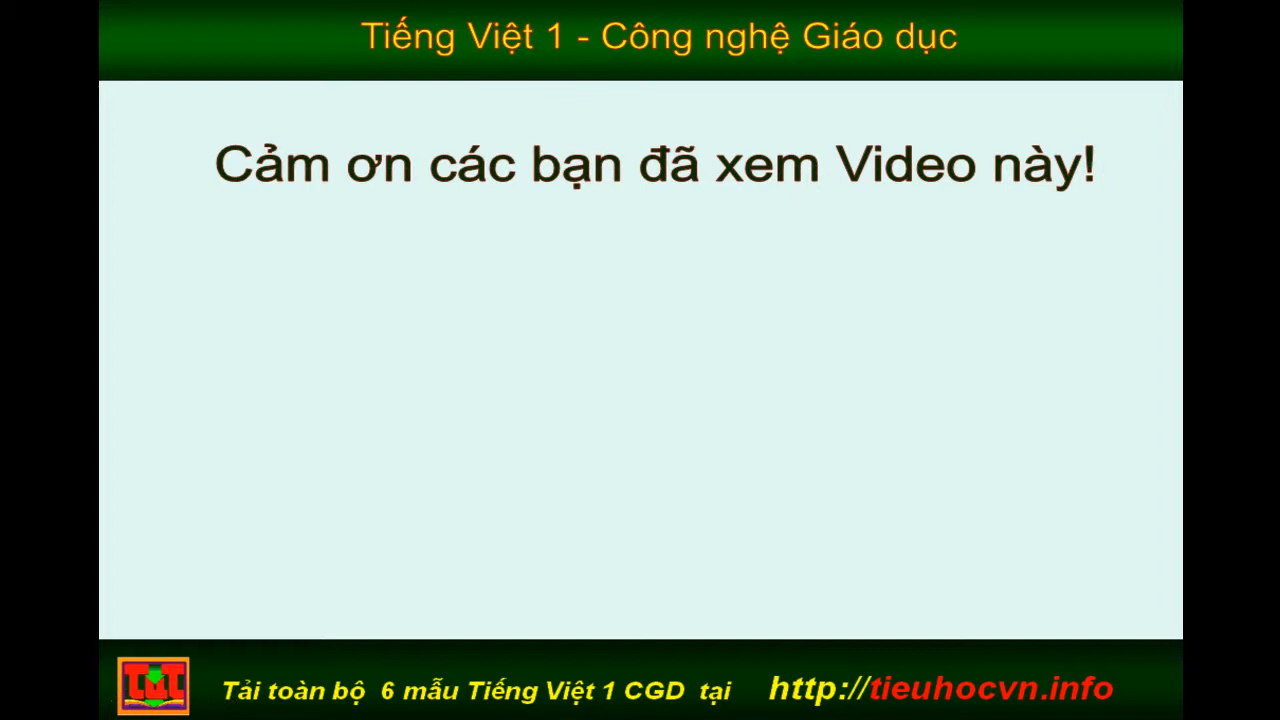 Tiếng Việt 1 - Công nghệ Giáo dục
Cảm ơn các bạn đã xem Video này!
Tải toàn bộ 6 mẫu Tiếng Việt 1 CGD tại http://tieuhocvn.info